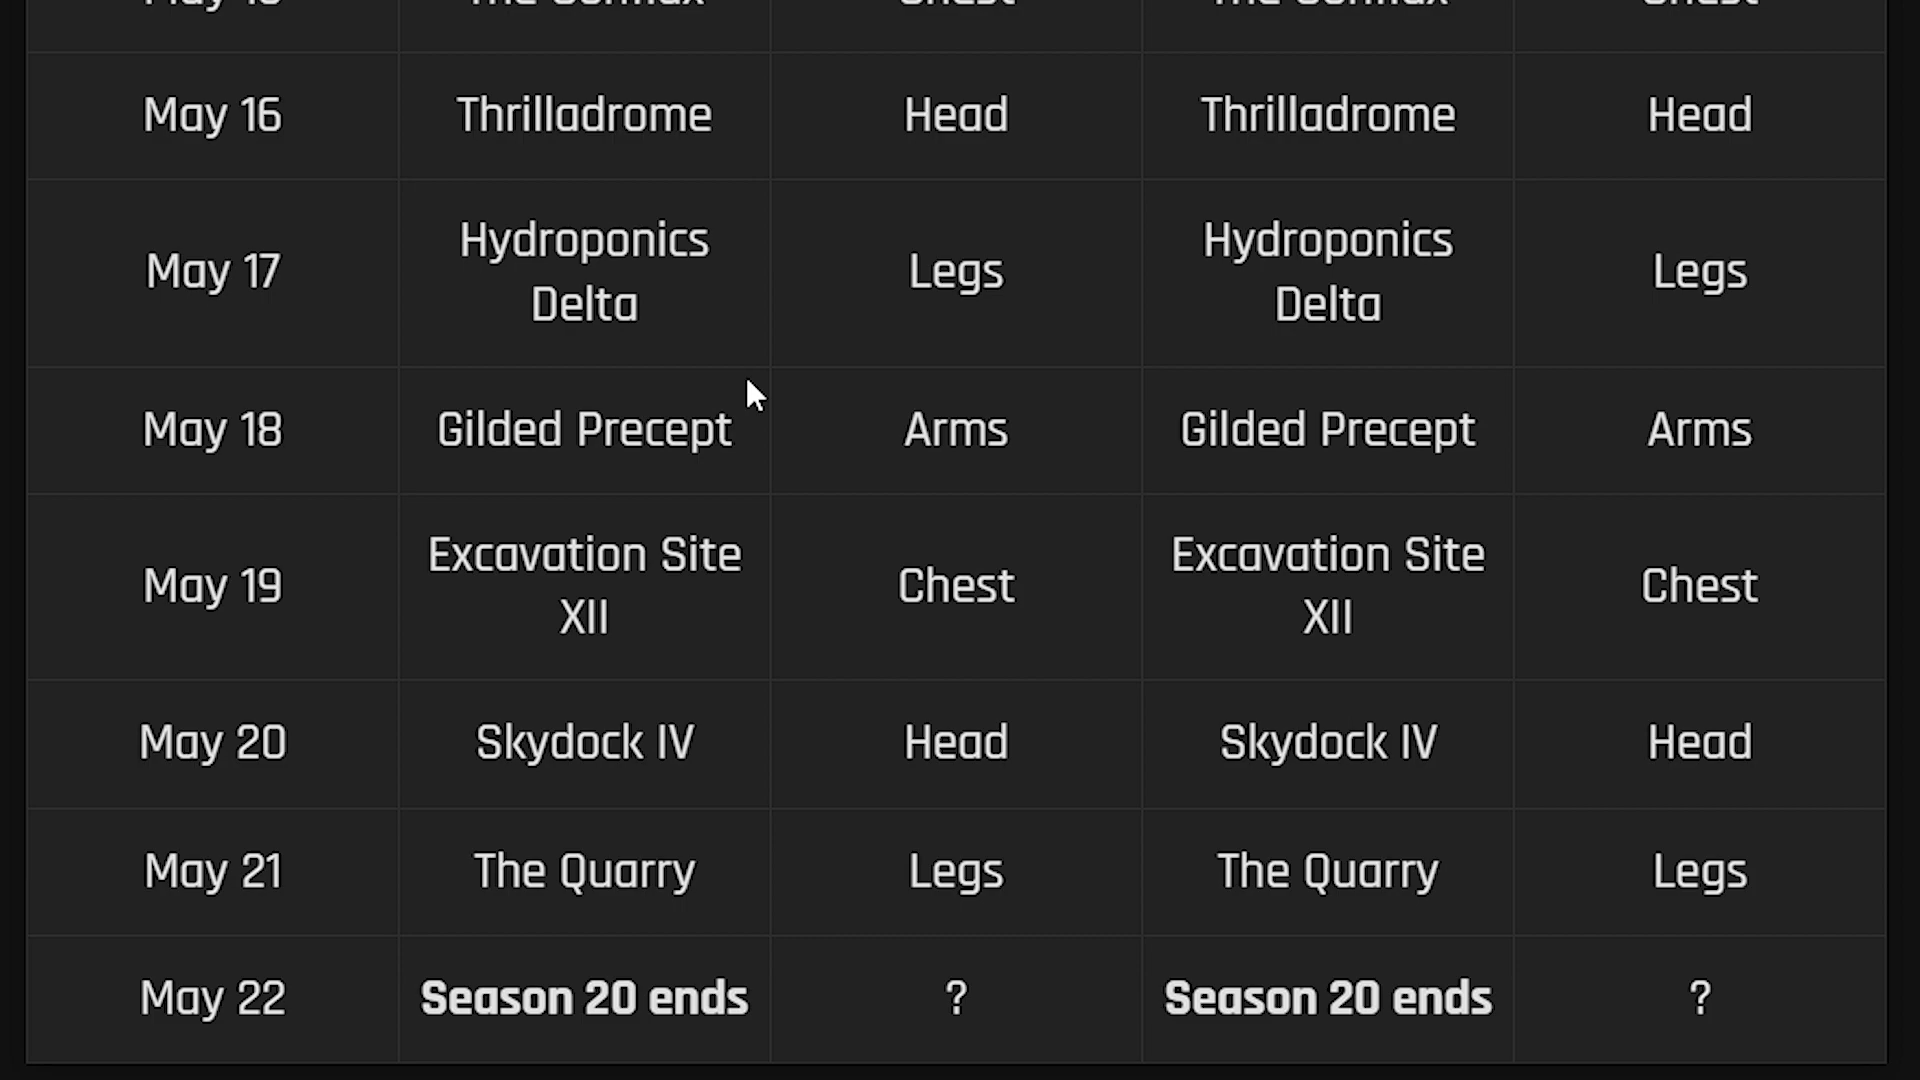 May 16 Thrilladrome Head Thrilladrome Head
May 17 Hydroponics Delta Legs Hydroponics Delta Legs
May 18 Gilded Precept Arms Gilded Precept Arms
May 19 Excavation Site XII Chest Excavation Site XII Chest
May 20 Skydock IV Head Skydock IV Head
May 21 The Quarry Legs The Quarry Legs
May 22 Season 20 ends ? Season 20 ends ?